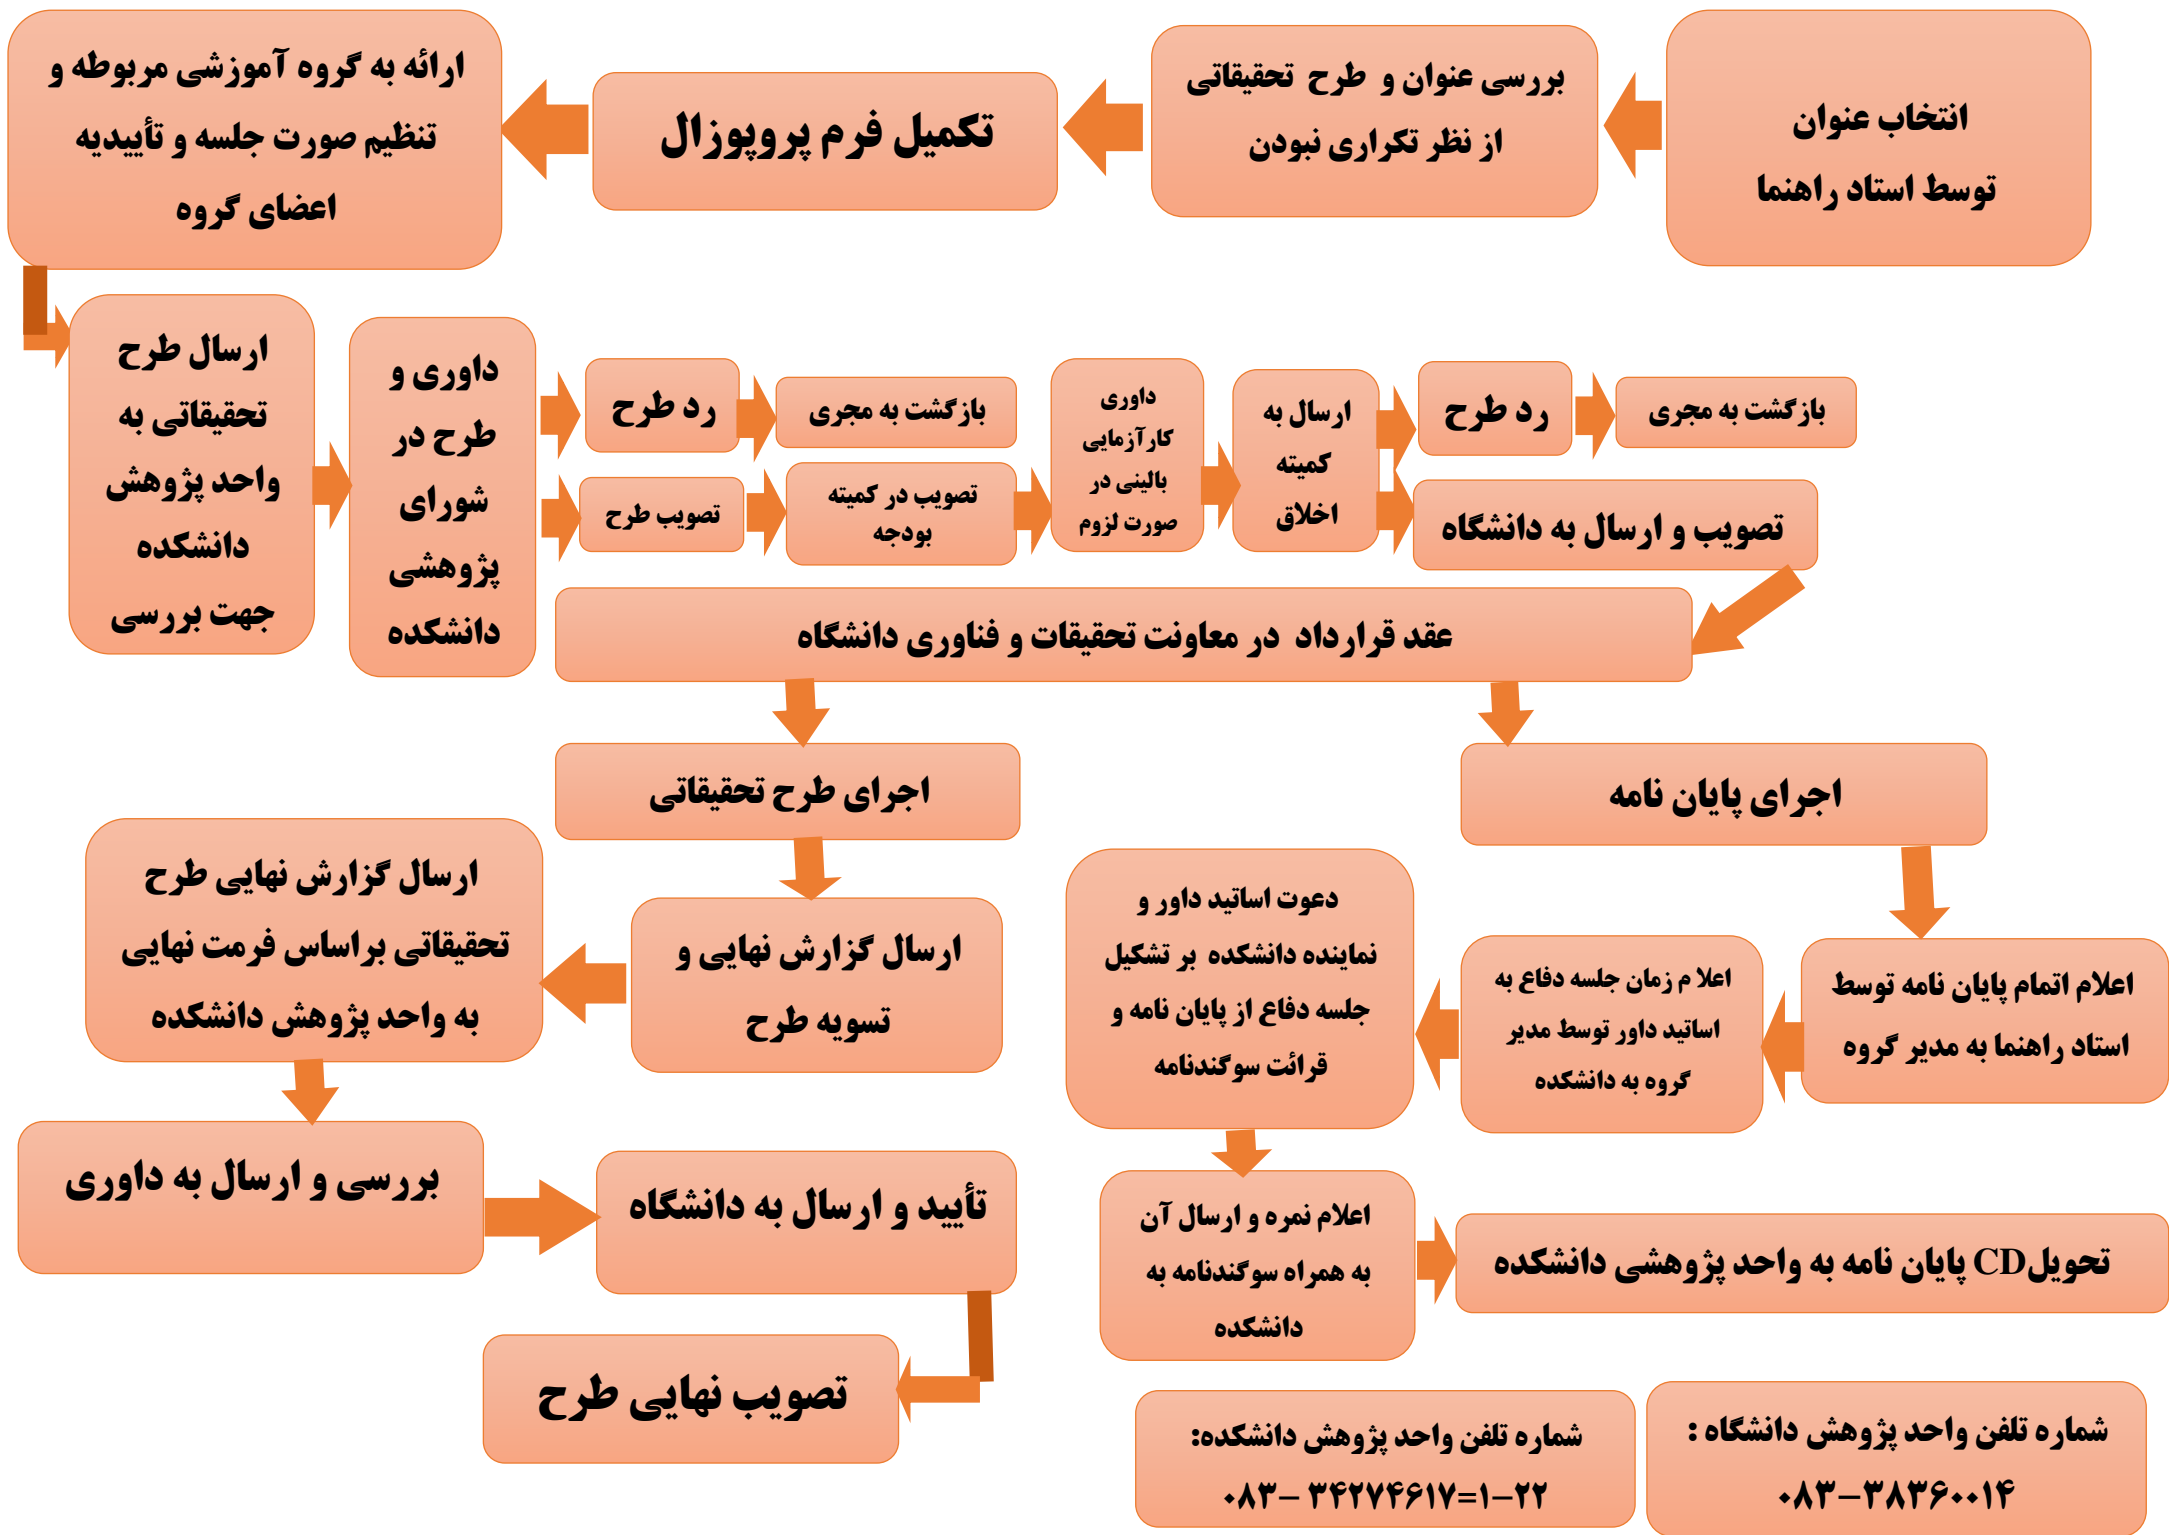 انتخاب عنوان
توسط استاد راهنما
بررسی عنوان و طرح تحقیقاتی
از نظر تکراری نبودن
تکمیل فرم پروپوزال
ارائه به گروه آموزشی مربوطه و
تنظیم صورت جلسه و تأییدیه
اعضای گروه
ارسال طرح
تحقیقاتی به
واحد پژوهش
دانشکده
جهت بررسی
داوری و
طرح در
شورای
پژوهشی
دانشکده
رد طرح
بازگشت به مجری
تصویب طرح
تصویب در کمیته
بودجه
داوری
کارآزمایی
بالینی در
صورت لزوم
ارسال به
کمیته
اخلاق
رد طرح
بازگشت به مجری
تصویب و ارسال به دانشگاه
عقد قرارداد در معاونت تحقیقات و فناوری دانشگاه
اجرای پایان نامه
اعلام اتمام پایان نامه توسط
استاد راهنما به مدیر گروه
اعلا م زمان جلسه دفاع به
اساتید داور توسط مدیر
گروه به دانشکده
دعوت اساتید داور و
نماینده دانشکده بر تشکیل
جلسه دفاع از پایان نامه و
قرائت سوگندنامه
اعلام نمره و ارسال آن
به همراه سوگندنامه به
دانشکده
تحویلCD پایان نامه به واحد پژوهشی دانشکده
اجرای طرح تحقیقاتی
ارسال گزارش نهایی و
تسویه طرح
ارسال گزارش نهایی طرح
تحقیقاتی براساس فرمت نهایی
به واحد پژوهش دانشکده
بررسی و ارسال به داوری
تأیید و ارسال به دانشگاه
تصویب نهایی طرح
شماره تلفن واحد پژوهش دانشگاه :
۰۸۳–۳۸۳۶۰۰۱۴
شماره تلفن واحد پژوهش دانشکده:
۰۸۳– ۳۴۲۷۴۶۱۷=۱–۲۲